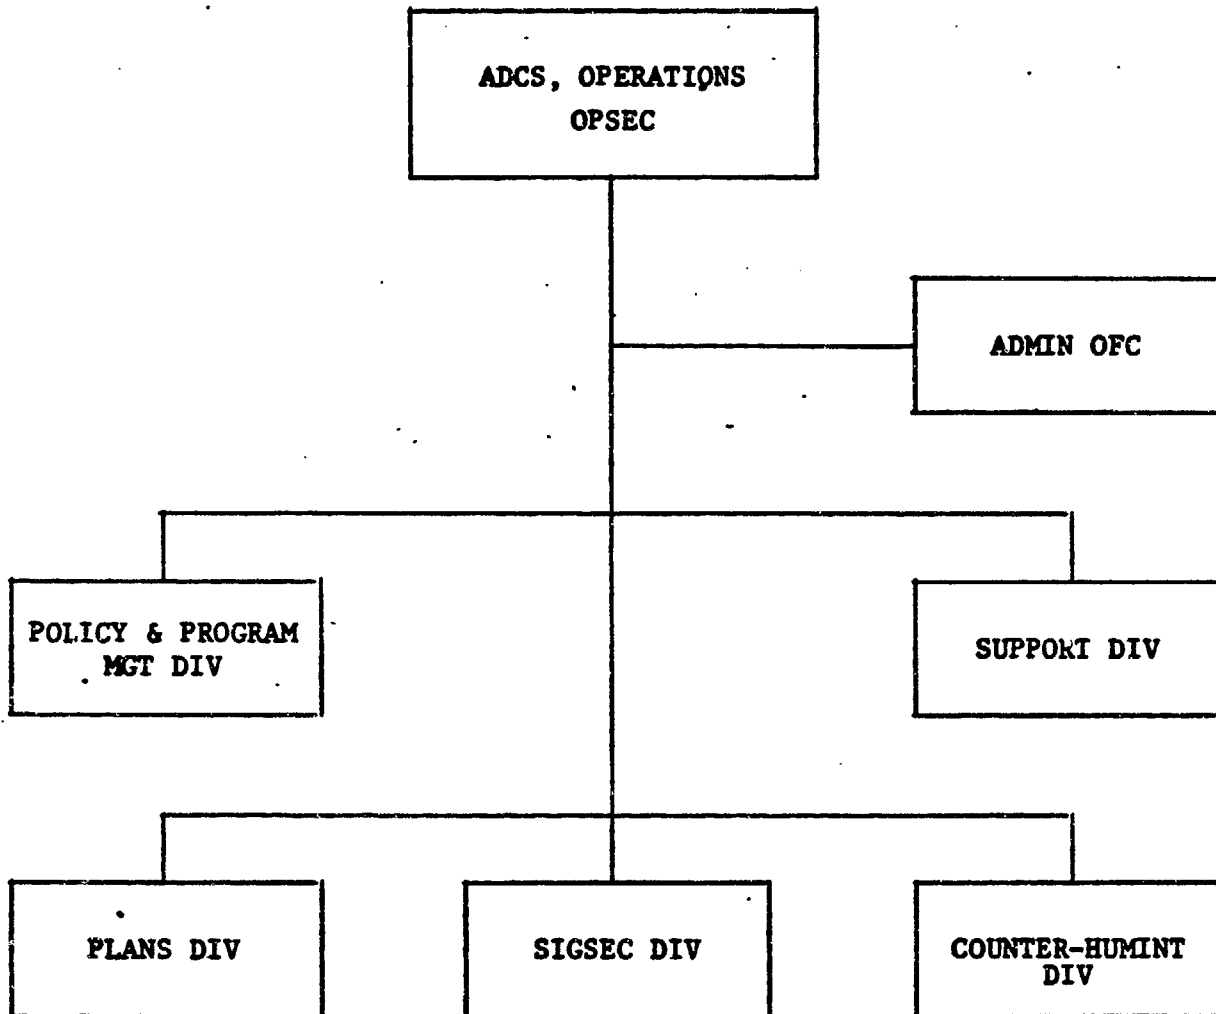 ADCS, OPERATIONS
OPSEC
ADMIN OFC
POLICY & PROGRAM
MGT DIV
SUPPORT DIV
PLANS DIV
SIGSEC DIV
COUNTER-HUMINT
DIV